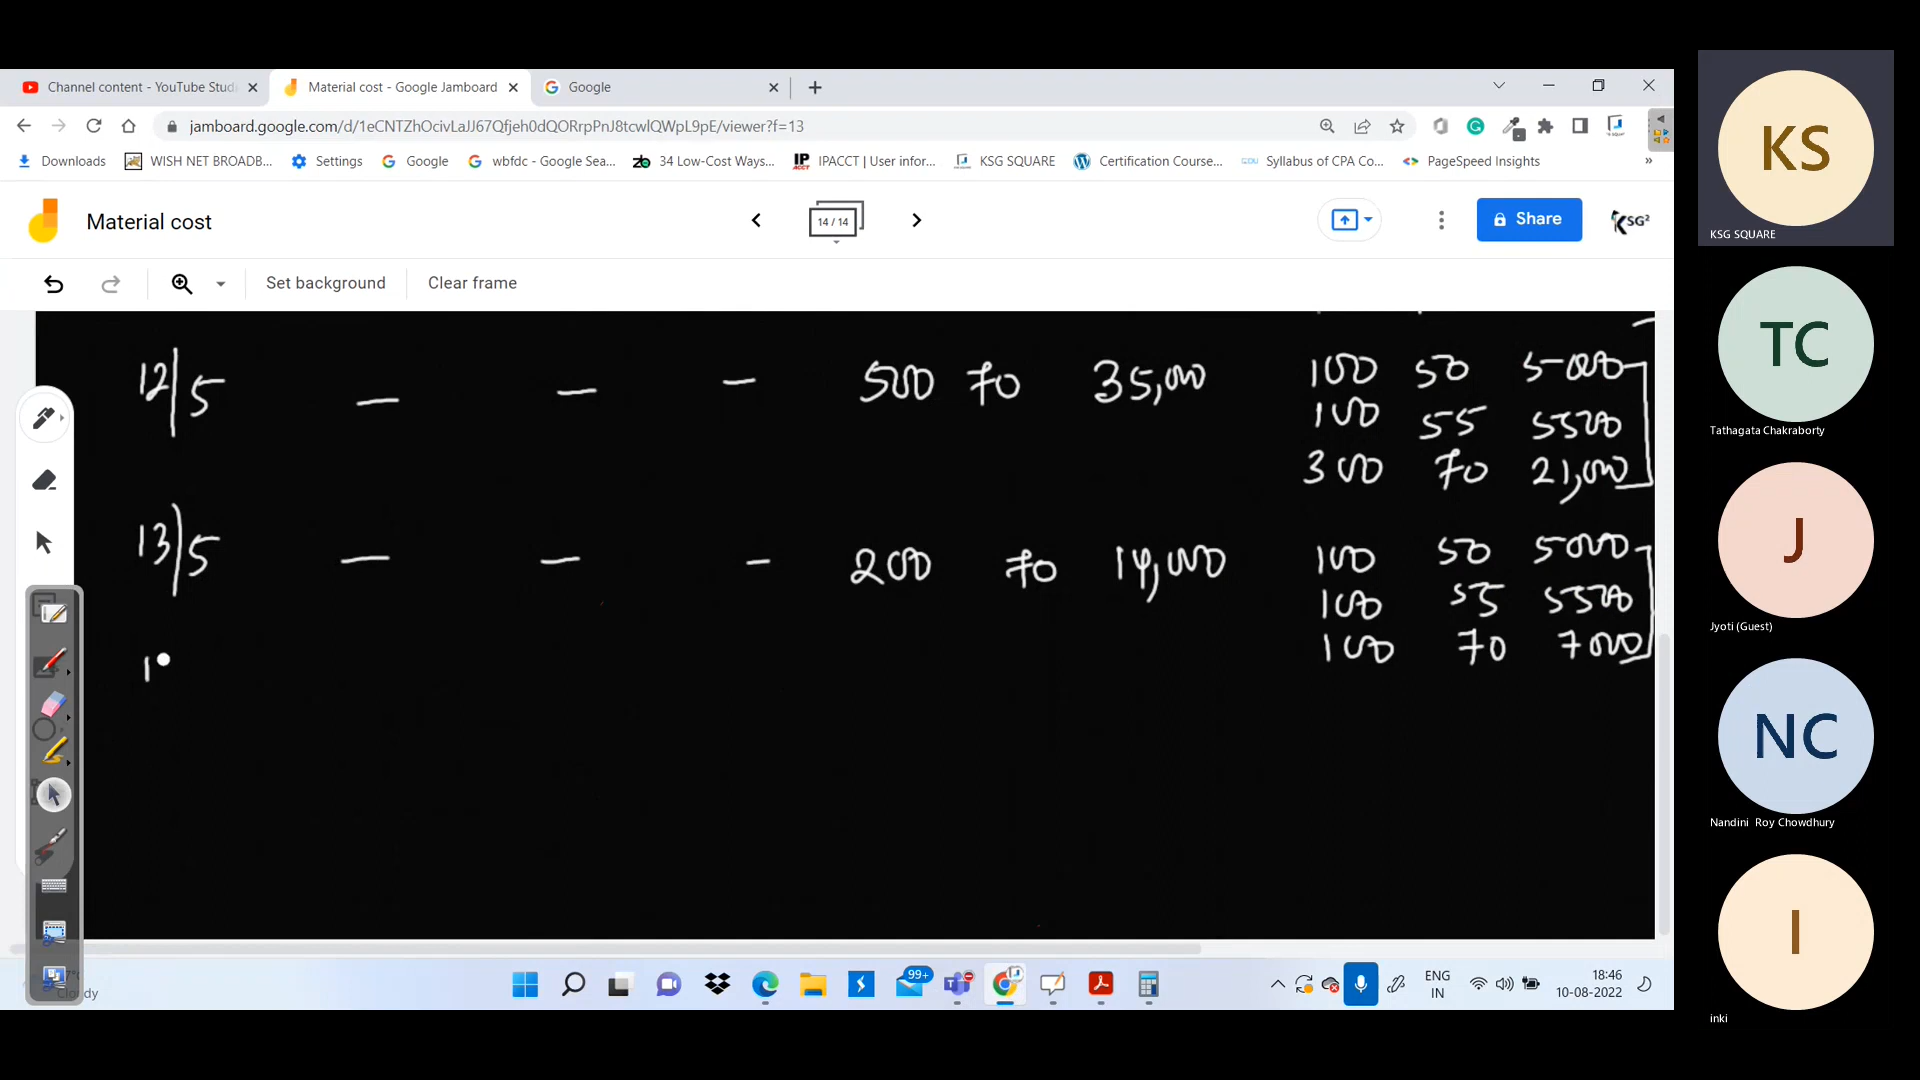 Channel content - YouTube Studi
Material cost - Google Jamboard
Google
jamboard.google.com/d/1eCNTZhOcivLaJJ67Qfjeh0dQORrpPnJ8tcwlQWpL9pE/viewer?f=13
Downloads
WISH NET BROADB...
Settings
Google
wbfdc - Google Sea...
34 Low-Cost Ways...
IPACCT | User infor...
KSG SQUARE
Certification Course...
Syllabus of CPA Co...
PageSpeed Insights
»
Material cost
14 / 14
Share
KSG²
Set background
Clear frame
12/5 — — — 500 70 35,000 100 50 5000
100 55 5500
300 70 21,000
13/5 — — - 200 70 14,000 100 50 5000
100 55 5500
100 70 7000
1
Cloudy
99+
ENG
IN
18:46
10-08-2022
KS
KSG SQUARE
TC
Tathagata Chakraborty
J
Jyoti (Guest)
NC
Nandini Roy Chowdhury
I
inki